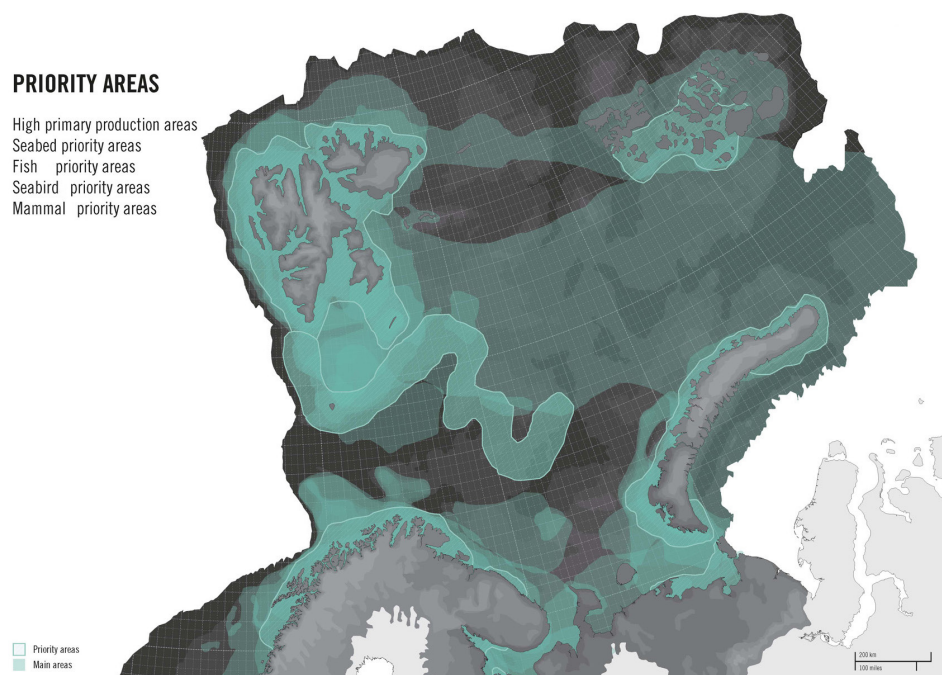 PRIORITY AREAS
High primary production areas
Seabed priority areas
Fish priority areas
Seabird priority areas
Mammal priority areas
Priority areas
Main areas
200 km
100 miles